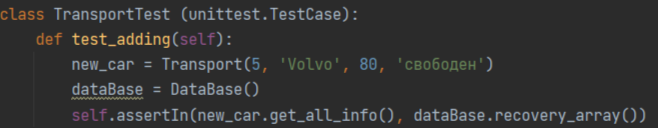 class TransportTest (unittest.TestCase):
def test_adding(self):
new_car = Transport(5, 'Volvo', 80, 'свободен')
dataBase = DataBase()
self.assertIn(new_car.get_all_info(), dataBase.recovery_array())